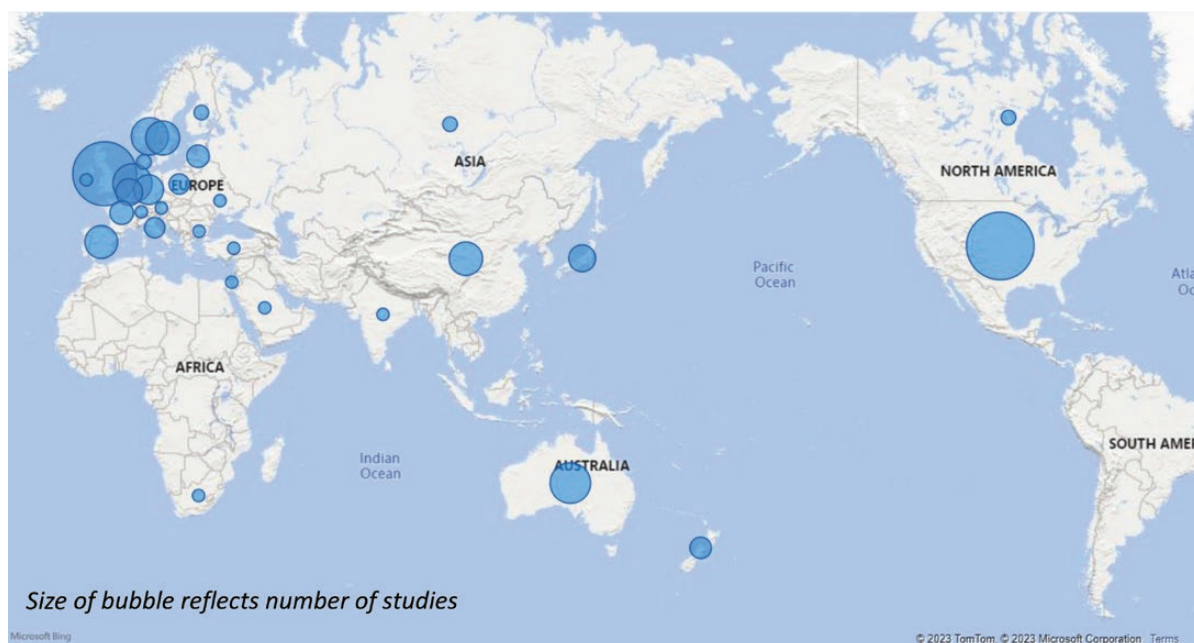 ASIA
NORTH AMERICA
EUROPE
Pacific
Ocean
Atla
Oc
AFRICA
SOUTH AMER
Indian
Ocean
AUSTRALIA
Size of bubble reflects number of studies
Microsoft Bing
© 2023 TomTom, © 2023 Microsoft Corporation Terms